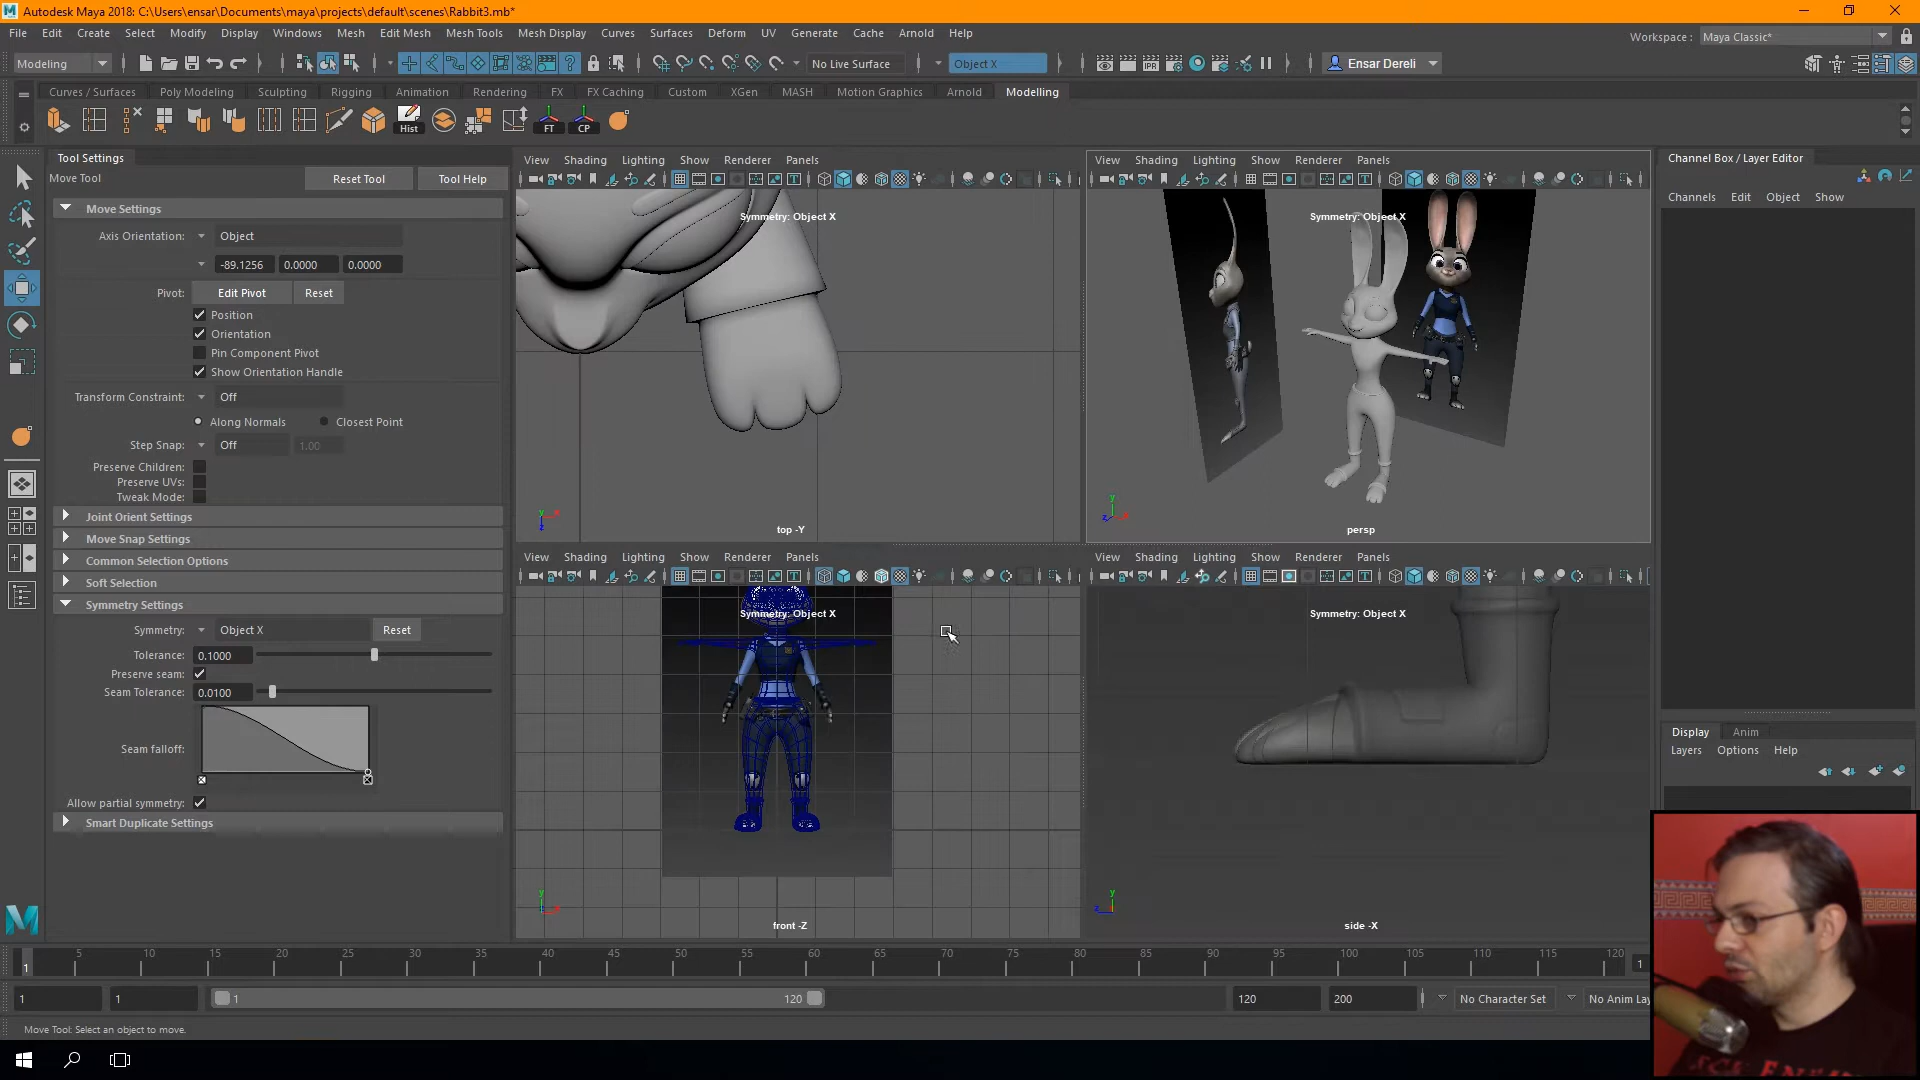 Autodesk Maya 2018: C:\Users\ensar\Documents\maya\projects\default\scenes\Rabbit3.mb*
File Edit Create Select Modify Display Windows Mesh Edit Mesh Mesh Tools Mesh Display Curves Surfaces Deform UV Generate Cache Arnold Help
Workspace : Maya Classic*
Modeling No Live Surface Object X Ensar Dereli
Curves / Surfaces Poly Modeling Sculpting Rigging Animation Rendering FX FX Caching Custom XGen MASH Motion Graphics Arnold Modelling
Hist FT CP
Tool Settings
Move Tool Reset Tool Tool Help
Move Settings
Axis Orientation: Object
-89.1256 0.0000 0.0000
Pivot: Edit Pivot Reset
Position
Orientation
Pin Component Pivot
Show Orientation Handle
Transform Constraint: Off
Along Normals Closest Point
Step Snap: Off 1.00
Preserve Children:
Preserve UVs:
Tweak Mode:
Joint Orient Settings
Move Snap Settings
Common Selection Options
Soft Selection
Symmetry Settings
Symmetry: Object X Reset
Tolerance: 0.1000
Preserve seam:
Seam Tolerance: 0.0100
Seam falloff:
Allow partial symmetry:
Smart Duplicate Settings
View Shading Lighting Show Renderer Panels
Symmetry: Object X
top -Y
View Shading Lighting Show Renderer Panels
Symmetry: Object X
persp
View Shading Lighting Show Renderer Panels
Symmetry: Object X
front -Z
View Shading Lighting Show Renderer Panels
Symmetry: Object X
side -X
Channel Box / Layer Editor
Channels Edit Object Show
Display Anim
Layers Options Help
5 10 15 20 25 30 35 40 45 50 55 60 65 70 75 80 85 90 95 100 105 110 115 120
1 1
1 1 1 120 120 200 No Character Set No Anim Lay
Move Tool: Select an object to move.